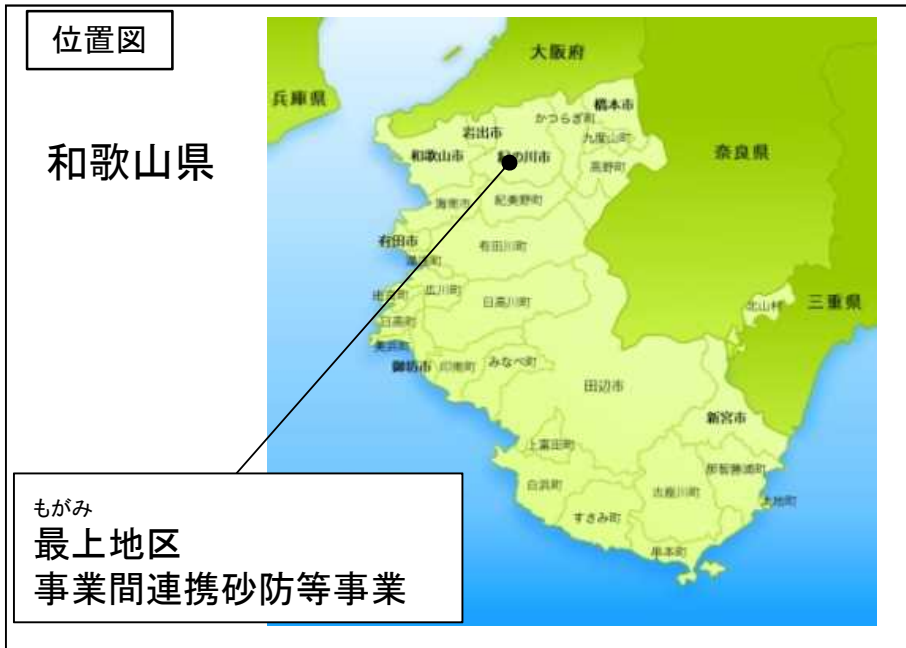 位置図
和歌山県
大阪府
兵庫県
奈良県
三重県
橋本市
かつらぎ町
岩出市
九度山町
和歌山市
紀の川市
高野町
海南市
紀美野町
有田市
有田川町
広川町
日高川町
北山村
日高町
美浜町
御坊市
印南町
みなべ町
田辺市
新宮市
上富田町
那智勝浦町
白浜町
古座川町
太地町
すさみ町
串本町
もがみ
最上地区
事業間連携砂防等事業